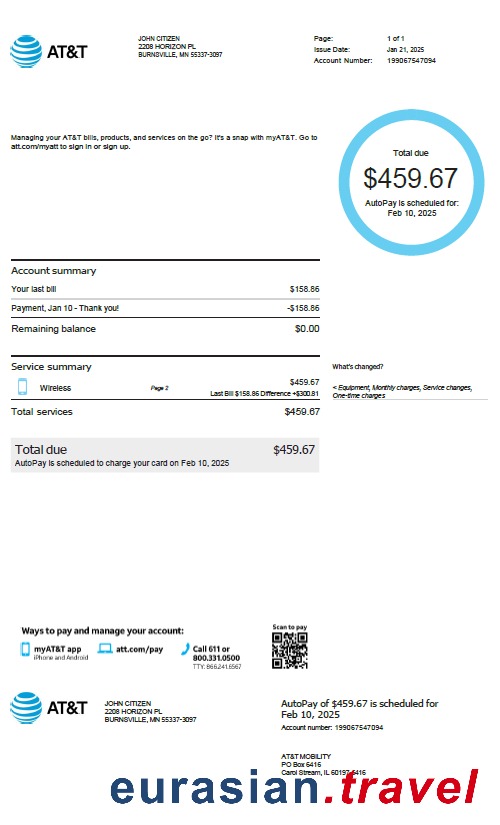 AT&T
JOHN CITIZEN
2208 HORIZON PL
BURNSVILLE, MN 55337-3097
Page: 1 of 1
Issue Date: Jan 21, 2025
Account Number: 199067547094
Managing your AT&T bills, products, and services on the go? It's a snap with myAT&T. Go to
att.com/myatt to sign in or sign up.
Total due
$459.67
AutoPay is scheduled for:
Feb 10, 2025
Account summary
Your last bill $158.86
Payment, Jan 10 - Thank you! -$158.86
Remaining balance $0.00
Service summary
Wireless Page 2 $459.67
Last Bill $158.86 Difference +$300.81
Total services $459.67
What's changed?
< Equipment, Monthly charges, Service changes,
One-time charges
Total due $459.67
AutoPay is scheduled to charge your card on Feb 10, 2025
Ways to pay and manage your account:
myAT&T app
iPhone and Android
att.com/pay
Call 611 or
800.331.0500
TTY: 866.241.6567
Scan to pay
AT&T
JOHN CITIZEN
2208 HORIZON PL
BURNSVILLE, MN 55337-3097
AutoPay of $459.67 is scheduled for
Feb 10, 2025
Account number: 199067547094
AT&T MOBILITY
PO Box 6416
Carol Stream, IL 60197-6416
eurasian.travel